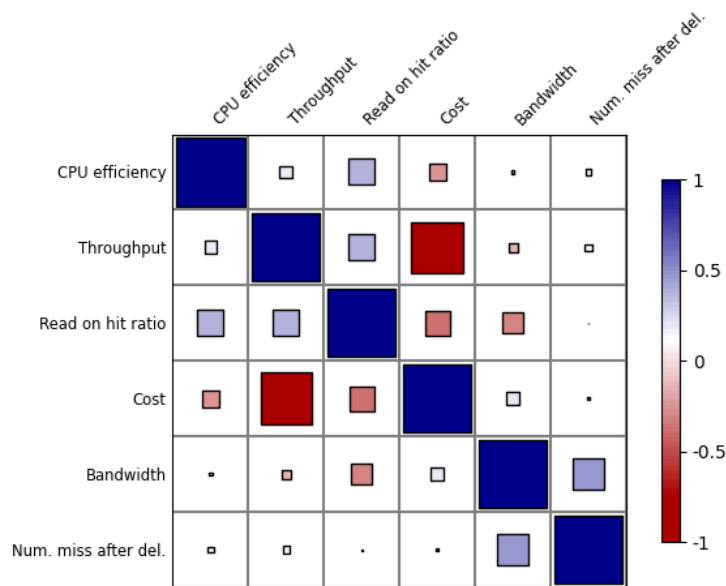 CPU efficiency
Throughput
Read on hit ratio
Cost
Bandwidth
Num. miss after del.
CPU efficiency
Throughput
Read on hit ratio
Cost
Bandwidth
Num. miss after del.
1
0.5
0
-0.5
-1